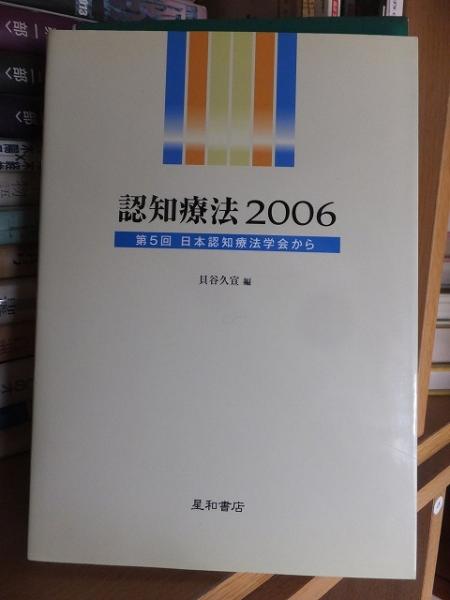 認知療法2006
第5回 日本認知療法学会から
貝谷久宣 編
星和書店